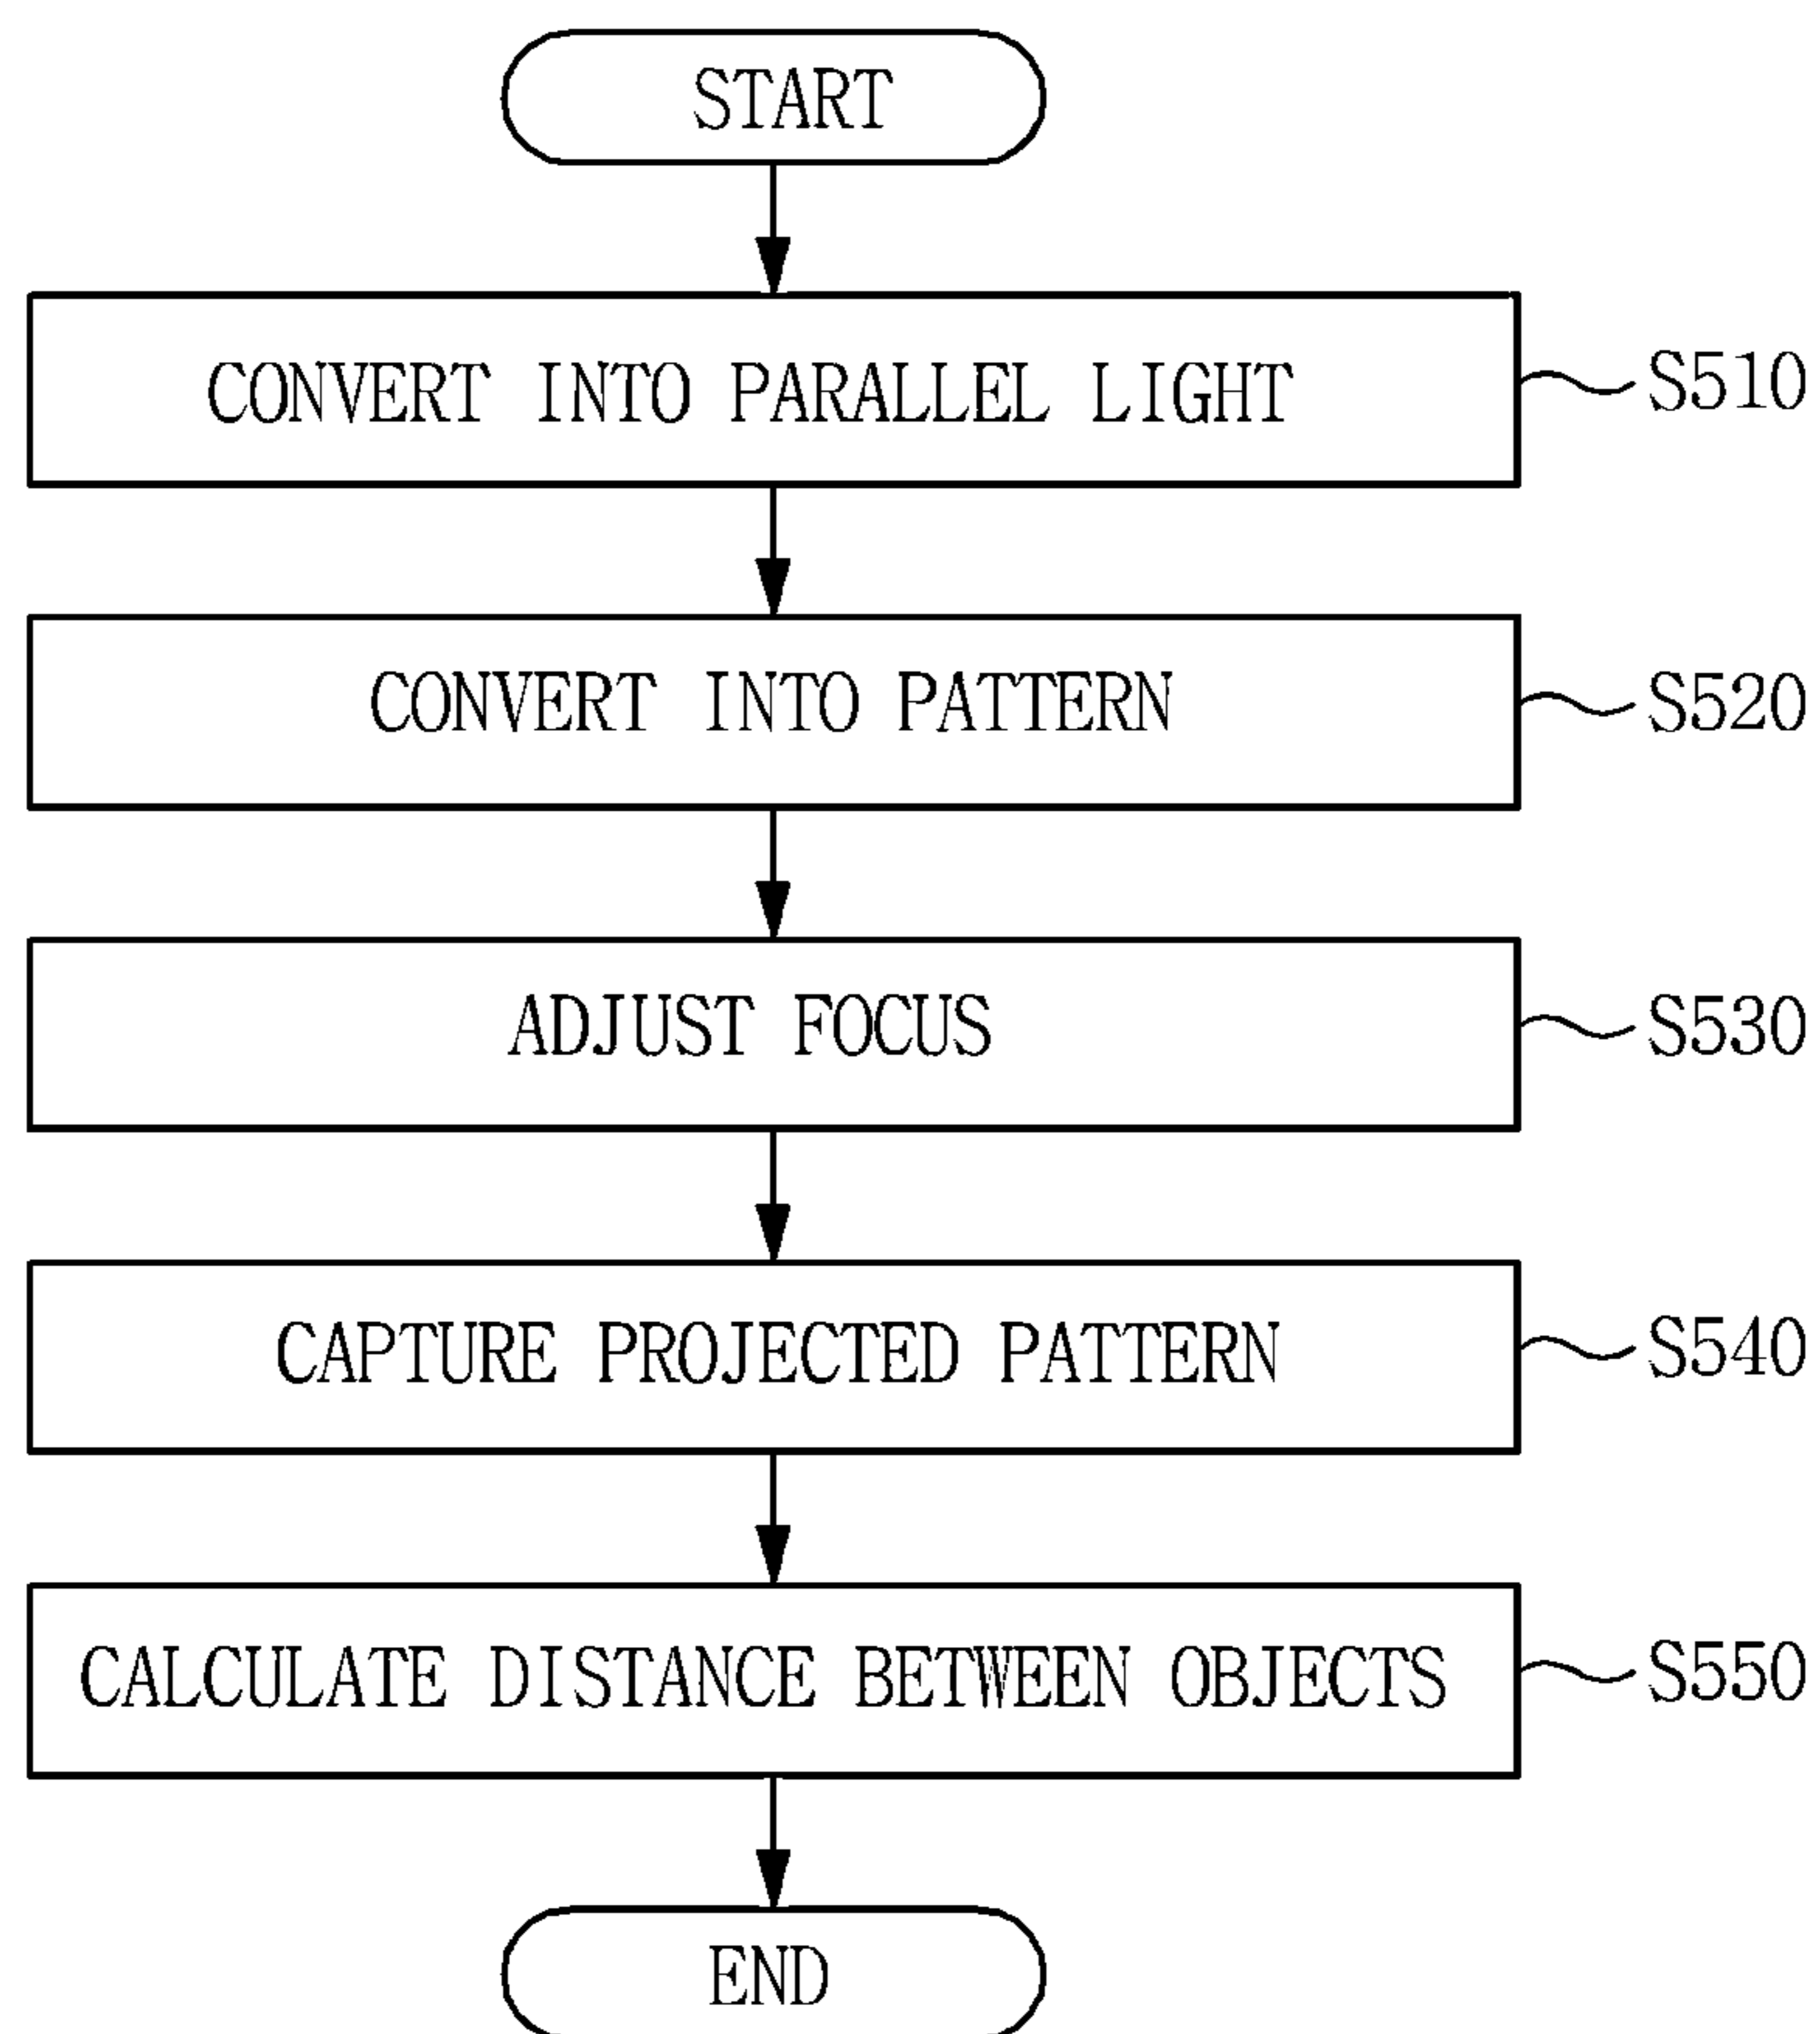 START
CONVERT INTO PARALLEL LIGHT
S510
CONVERT INTO PATTERN
S520
ADJUST FOCUS
S530
CAPTURE PROJECTED PATTERN
S540
CALCULATE DISTANCE BETWEEN OBJECTS
S550
END